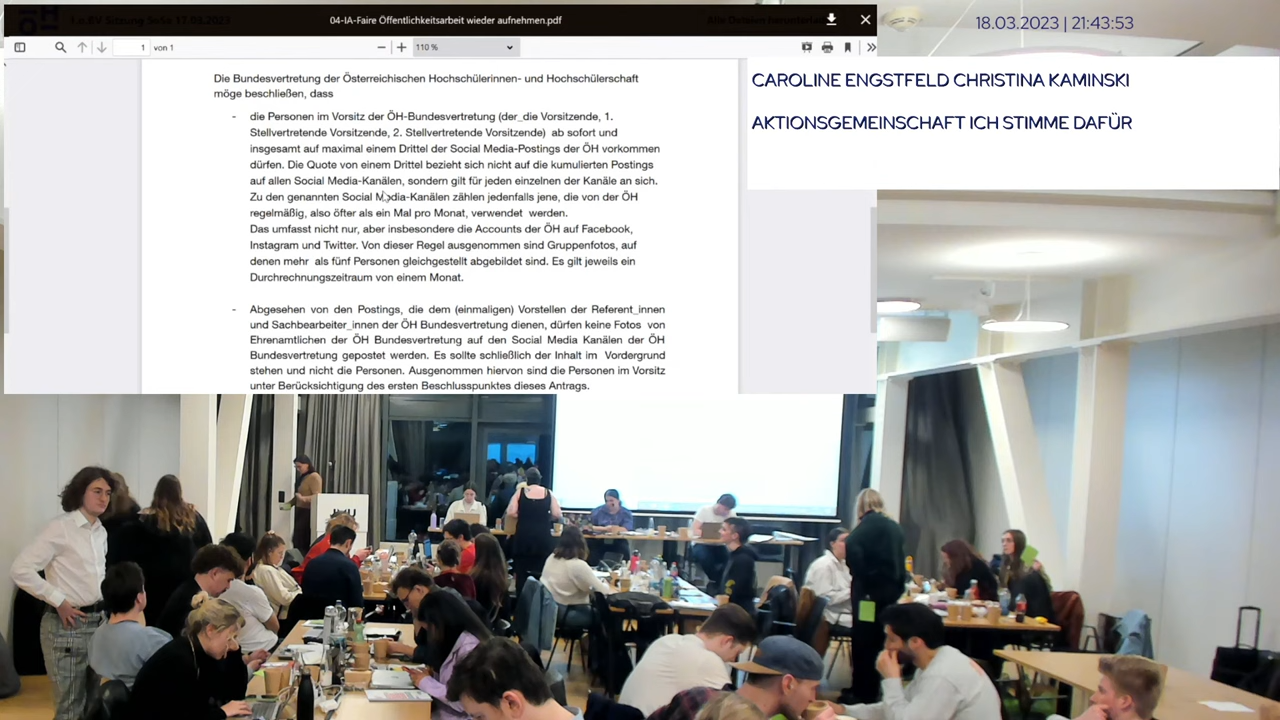 1.o.BV Sitzung SoSe 17.03.2023
04-IA-Faire Öffentlichkeitsarbeit wieder aufnehmen.pdf
18.03.2023 | 21:43:53
1 von 1
110 %
CAROLINE ENGSTFELD CHRISTINA KAMINSKI
AKTIONSGEMEINSCHAFT ICH STIMME DAFÜR
Die Bundesvertretung der Österreichischen Hochschülerinnen- und Hochschülerschaft
möge beschließen, dass
- die Personen im Vorsitz der ÖH-Bundesvertretung (der_die Vorsitzende, 1.
Stellvertretende Vorsitzende, 2. Stellvertretende Vorsitzende) ab sofort und
insgesamt auf maximal einem Drittel der Social Media-Postings der ÖH vorkommen
dürfen. Die Quote von einem Drittel bezieht sich nicht auf die kumulierten Postings
auf allen Social Media-Kanälen, sondern gilt für jeden einzelnen der Kanäle an sich.
Zu den genannten Social Media-Kanälen zählen jedenfalls jene, die von der ÖH
regelmäßig, also öfter als ein Mal pro Monat, verwendet werden.
Das umfasst nicht nur, aber insbesondere die Accounts der ÖH auf Facebook,
Instagram und Twitter. Von dieser Regel ausgenommen sind Gruppenfotos, auf
denen mehr als fünf Personen gleichgestellt abgebildet sind. Es gilt jeweils ein
Durchrechnungszeitraum von einem Monat.
- Abgesehen von den Postings, die dem (einmaligen) Vorstellen der Referent_innen
und Sachbearbeiter_innen der ÖH Bundesvertretung dienen, dürfen keine Fotos von
Ehrenamtlichen der ÖH Bundesvertretung auf den Social Media Kanälen der ÖH
Bundesvertretung gepostet werden. Es sollte schließlich der Inhalt im Vordergrund
stehen und nicht die Personen. Ausgenommen hiervon sind die Personen im Vorsitz
unter Berücksichtigung des ersten Beschlusspunktes dieses Antrags.